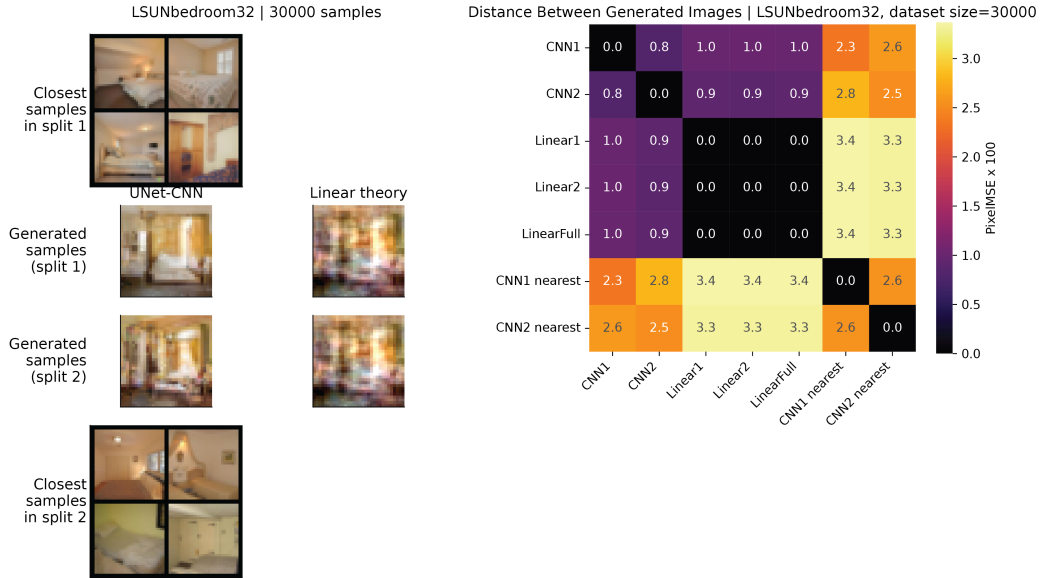 LSUNbedroom32 | 30000 samples
Closest
samples
in split 1
UNet-CNN
Linear theory
Generated
samples
(split 1)
Generated
samples
(split 2)
Closest
samples
in split 2
Distance Between Generated Images | LSUNbedroom32, dataset size=30000
CNN1 0.0 0.8 1.0 1.0 1.0 2.3 2.6
CNN2 0.8 0.0 0.9 0.9 0.9 2.8 2.5
Linear1 1.0 0.9 0.0 0.0 0.0 3.4 3.3
Linear2 1.0 0.9 0.0 0.0 0.0 3.4 3.3
LinearFull 1.0 0.9 0.0 0.0 0.0 3.4 3.3
CNN1 nearest 2.3 2.8 3.4 3.4 3.4 0.0 2.6
CNN2 nearest 2.6 2.5 3.3 3.3 3.3 2.6 0.0
CNN1
CNN2
Linear1
Linear2
LinearFull
CNN1 nearest
CNN2 nearest
3.0
2.5
2.0
1.5
1.0
0.5
0.0
PixelMSE x 100